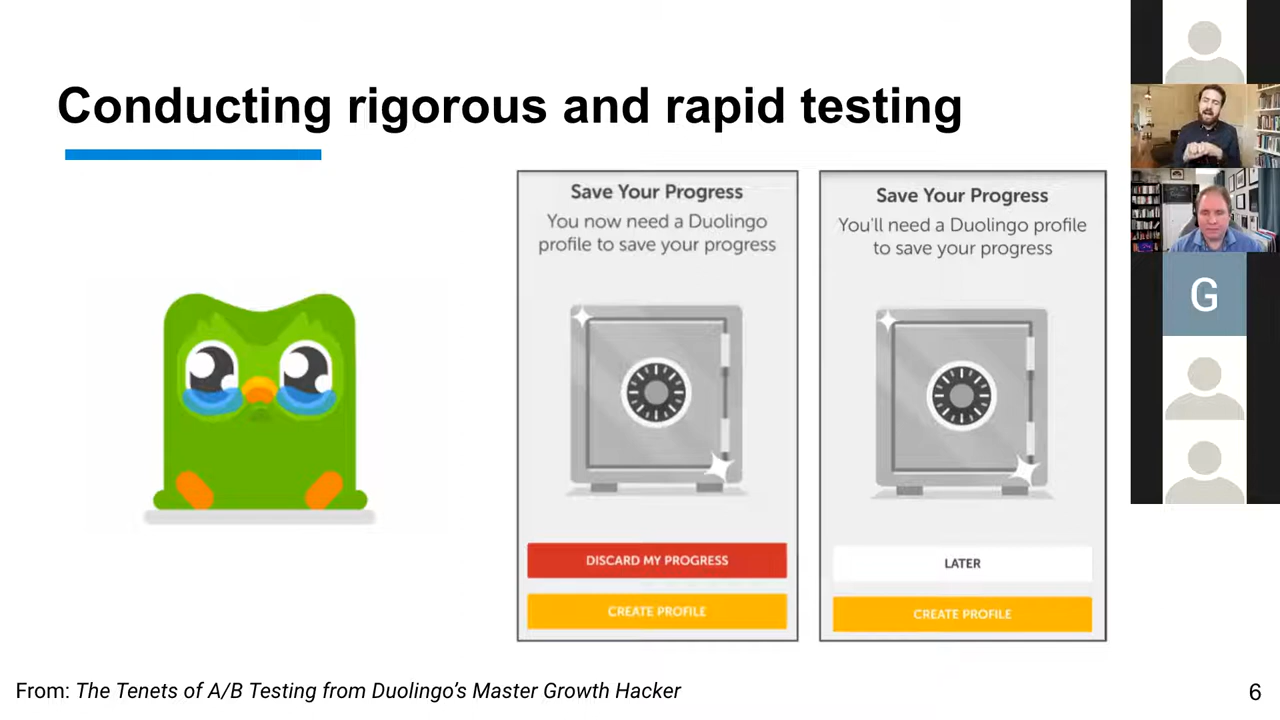 Conducting rigorous and rapid testing
Save Your Progress
You now need a Duolingo
profile to save your progress
DISCARD MY PROGRESS
CREATE PROFILE
Save Your Progress
You'll need a Duolingo profile
to save your progress
LATER
CREATE PROFILE
G
From: The Tenets of A/B Testing from Duolingo’s Master Growth Hacker
6